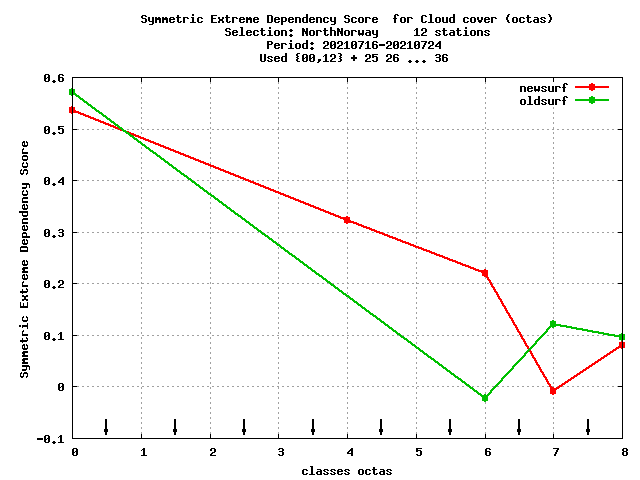 Symmetric Extreme Dependency Score  for Cloud cover (octas)
Selection: NorthNorway     12 stations
Period: 20210716-20210724
Used {00,12} + 25 26 ... 36
newsurf
oldsurf
Symmetric Extreme Dependency Score
0.6
0.5
0.4
0.3
0.2
0.1
0
-0.1
0 1 2 3 4 5 6 7 8
classes octas